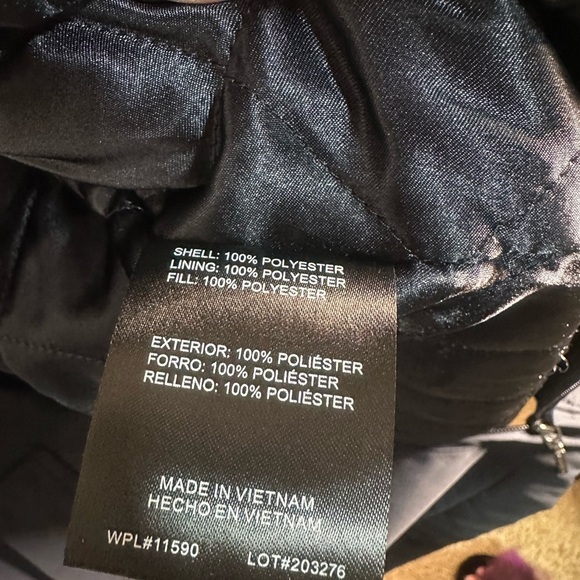 SHELL: 100% POLYESTER
LINING: 100% POLYESTER
FILL: 100% POLYESTER
EXTERIOR: 100% POLIÉSTER
FORRO: 100% POLIÉSTER
RELLENO: 100% POLIÉSTER
MADE IN VIETNAM
HECHO EN VIETNAM
WPL#11590 LOT#203276